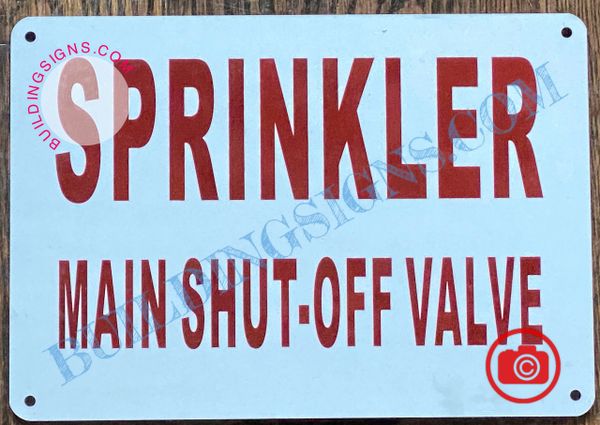 BUILDINGSIGNS.COM
SPRINKLER
BUILDINGSIGNS.COM
MAIN SHUT-OFF VALVE
©